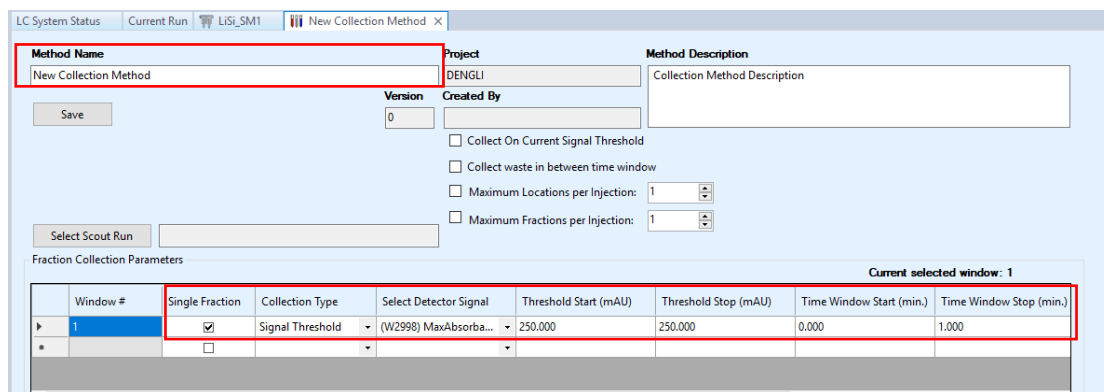 LC System Status Current Run LiSi_SM1 New Collection Method ×
Method Name Project Method Description
New Collection Method DENGLI Collection Method Description
Version Created By
Save 0
Collect On Current Signal Threshold
Collect waste in between time window
Maximum Locations per Injection: 1
Maximum Fractions per Injection: 1
Select Scout Run
Fraction Collection Parameters
Current selected window: 1
Window # Single Fraction Collection Type Select Detector Signal Threshold Start (mAU) Threshold Stop (mAU) Time Window Start (min.) Time Window Stop (min.)
1 Signal Threshold (W2998) MaxAbsorba... 250.000 250.000 0.000 1.000